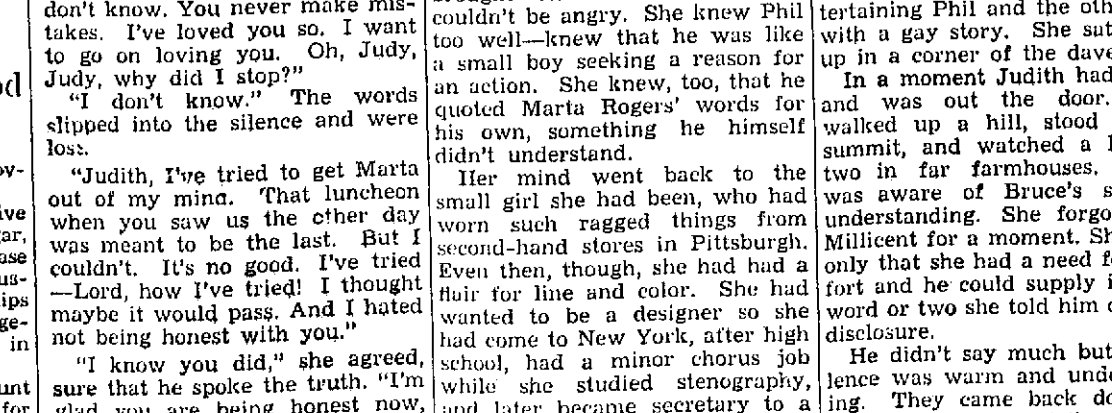 od
ov-
ive
ar,
ase
us-
ips
ge-
in
unt
for
don't know. You never make mis-
takes. I've loved you so. I want
to go on loving you. Oh, Judy,
Judy, why did I stop?"
"I don't know." The words
slipped into the silence and were
lost.
"Judith, I've tried to get Marta
out of my mind. That luncheon
when you saw us the other day
was meant to be the last. But I
couldn't. It's no good. I've tried
—Lord, how I've tried! I thought
maybe it would pass. And I hated
not being honest with you."
"I know you did," she agreed,
sure that he spoke the truth. "I'm
glad you are being honest now,
couldn't be angry. She knew Phil
too well—knew that he was like
a small boy seeking a reason for
an action. She knew, too, that he
quoted Marta Rogers' words for
his own, something he himself
didn't understand.
Her mind went back to the
small girl she had been, who had
worn such ragged things from
second-hand stores in Pittsburgh.
Even then, though, she had had a
flair for line and color. She had
wanted to be a designer so she
had come to New York, after high
school, had a minor chorus job
while she studied stenography,
and later became secretary to a
tertaining Phil and the oth
with a gay story. She sat
up in a corner of the dave
In a moment Judith had
and was out the door.
walked up a hill, stood
summit, and watched a l
two in far farmhouses.
was aware of Bruce's s
understanding. She forgo
Millicent for a moment. Sh
only that she had a need f
fort and he could supply i
word or two she told him o
disclosure.
He didn't say much but
lence was warm and unde
ing. They came back do